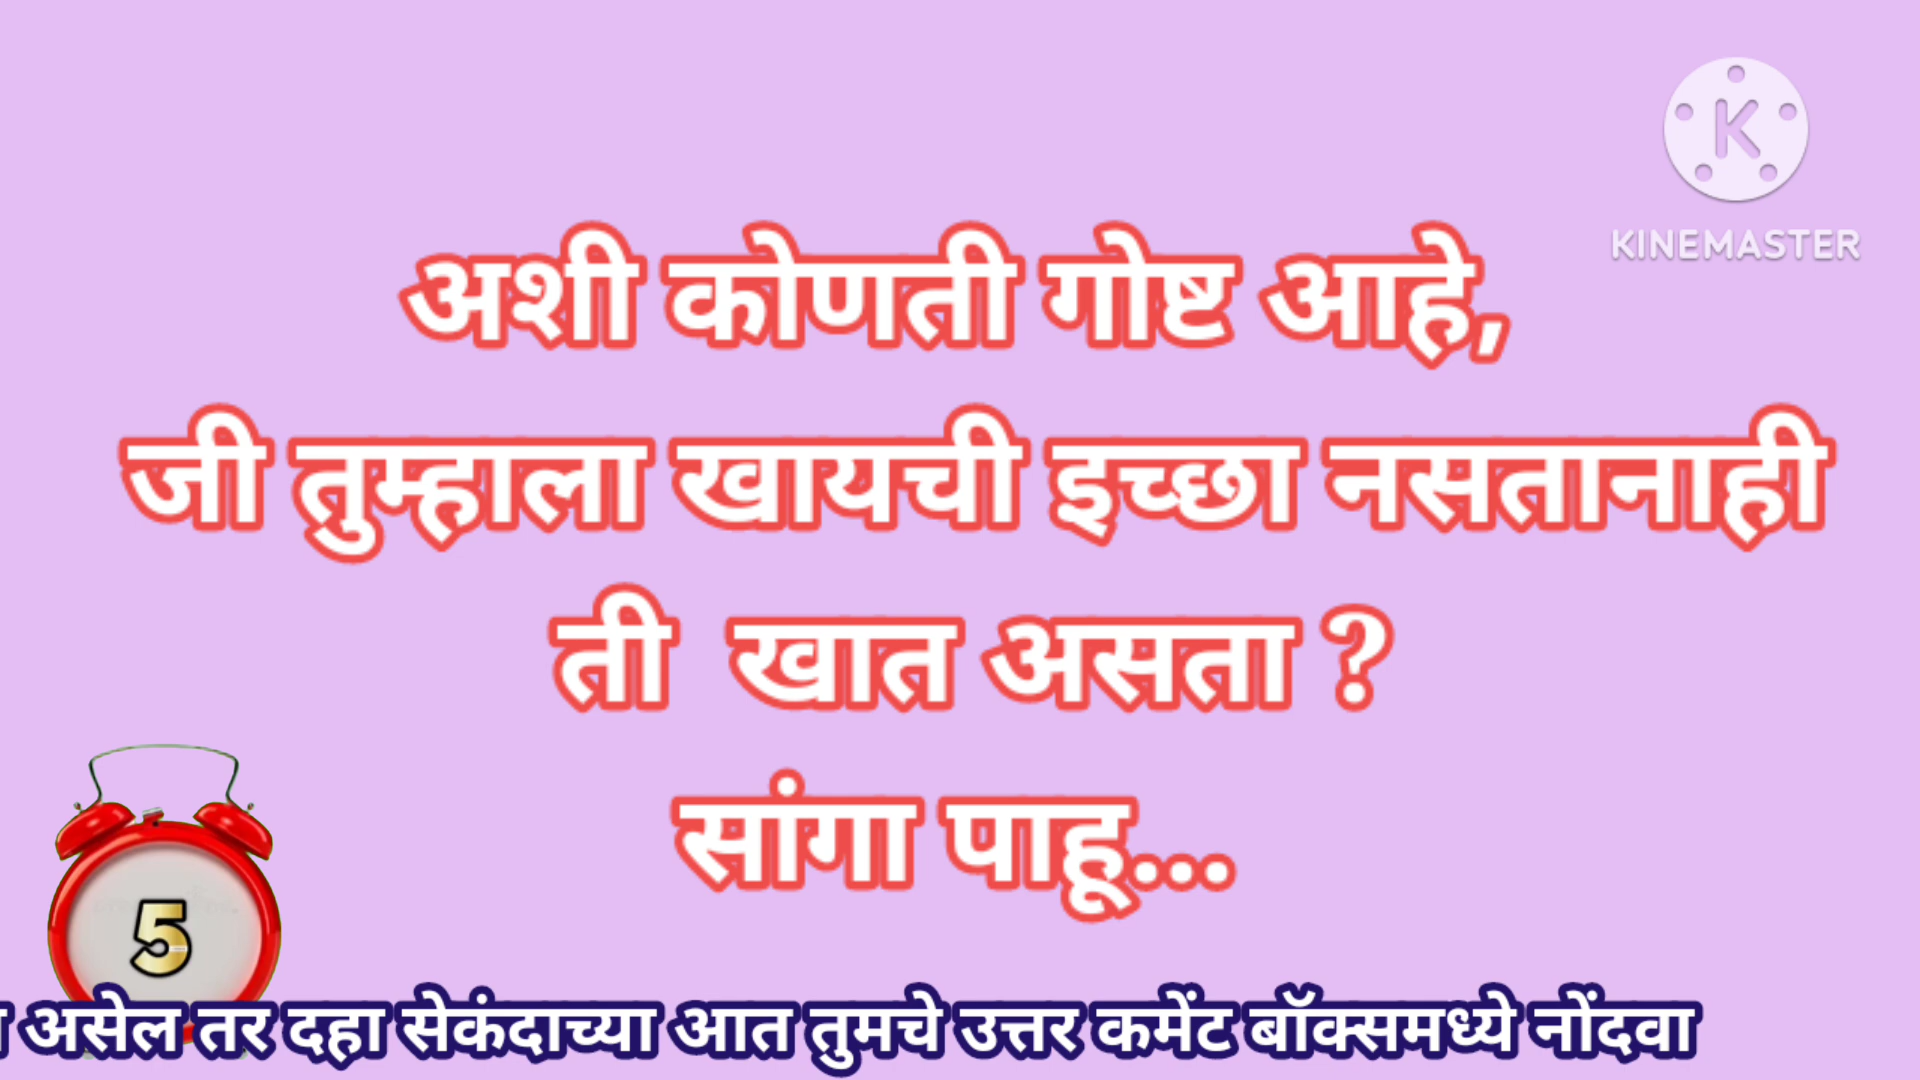 KINEMASTER
अशी कोणती गोष्ट आहे,
जी तुम्हाला खायची इच्छा नसतानाही
ती खात असता ?
सांगा पाहू...
5
असेल तर दहा सेकंदाच्या आत तुमचे उत्तर कमेंट बॉक्समध्ये नोंदवा